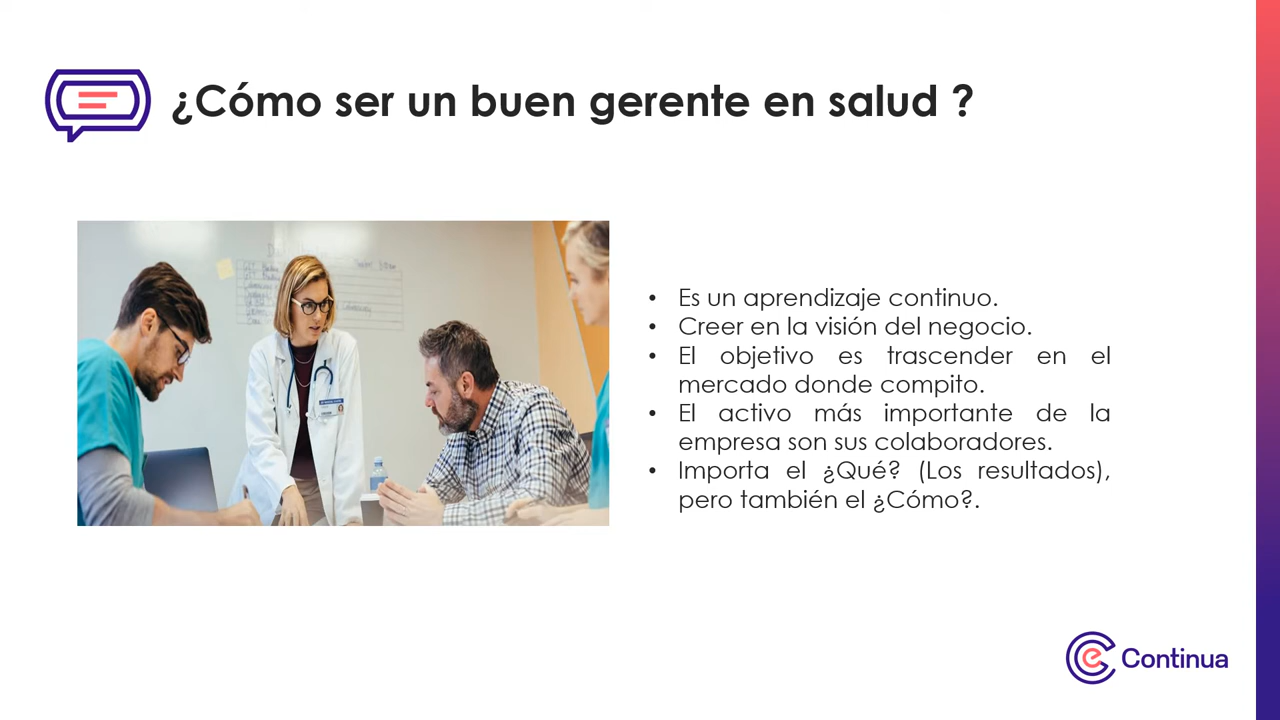 ¿Cómo ser un buen gerente en salud ?
• Es un aprendizaje continuo.
• Creer en la visión del negocio.
• El objetivo es trascender en el
mercado donde compito.
• El activo más importante de la
empresa son sus colaboradores.
• Importa el ¿Qué? (Los resultados),
pero también el ¿Cómo?.
Continua